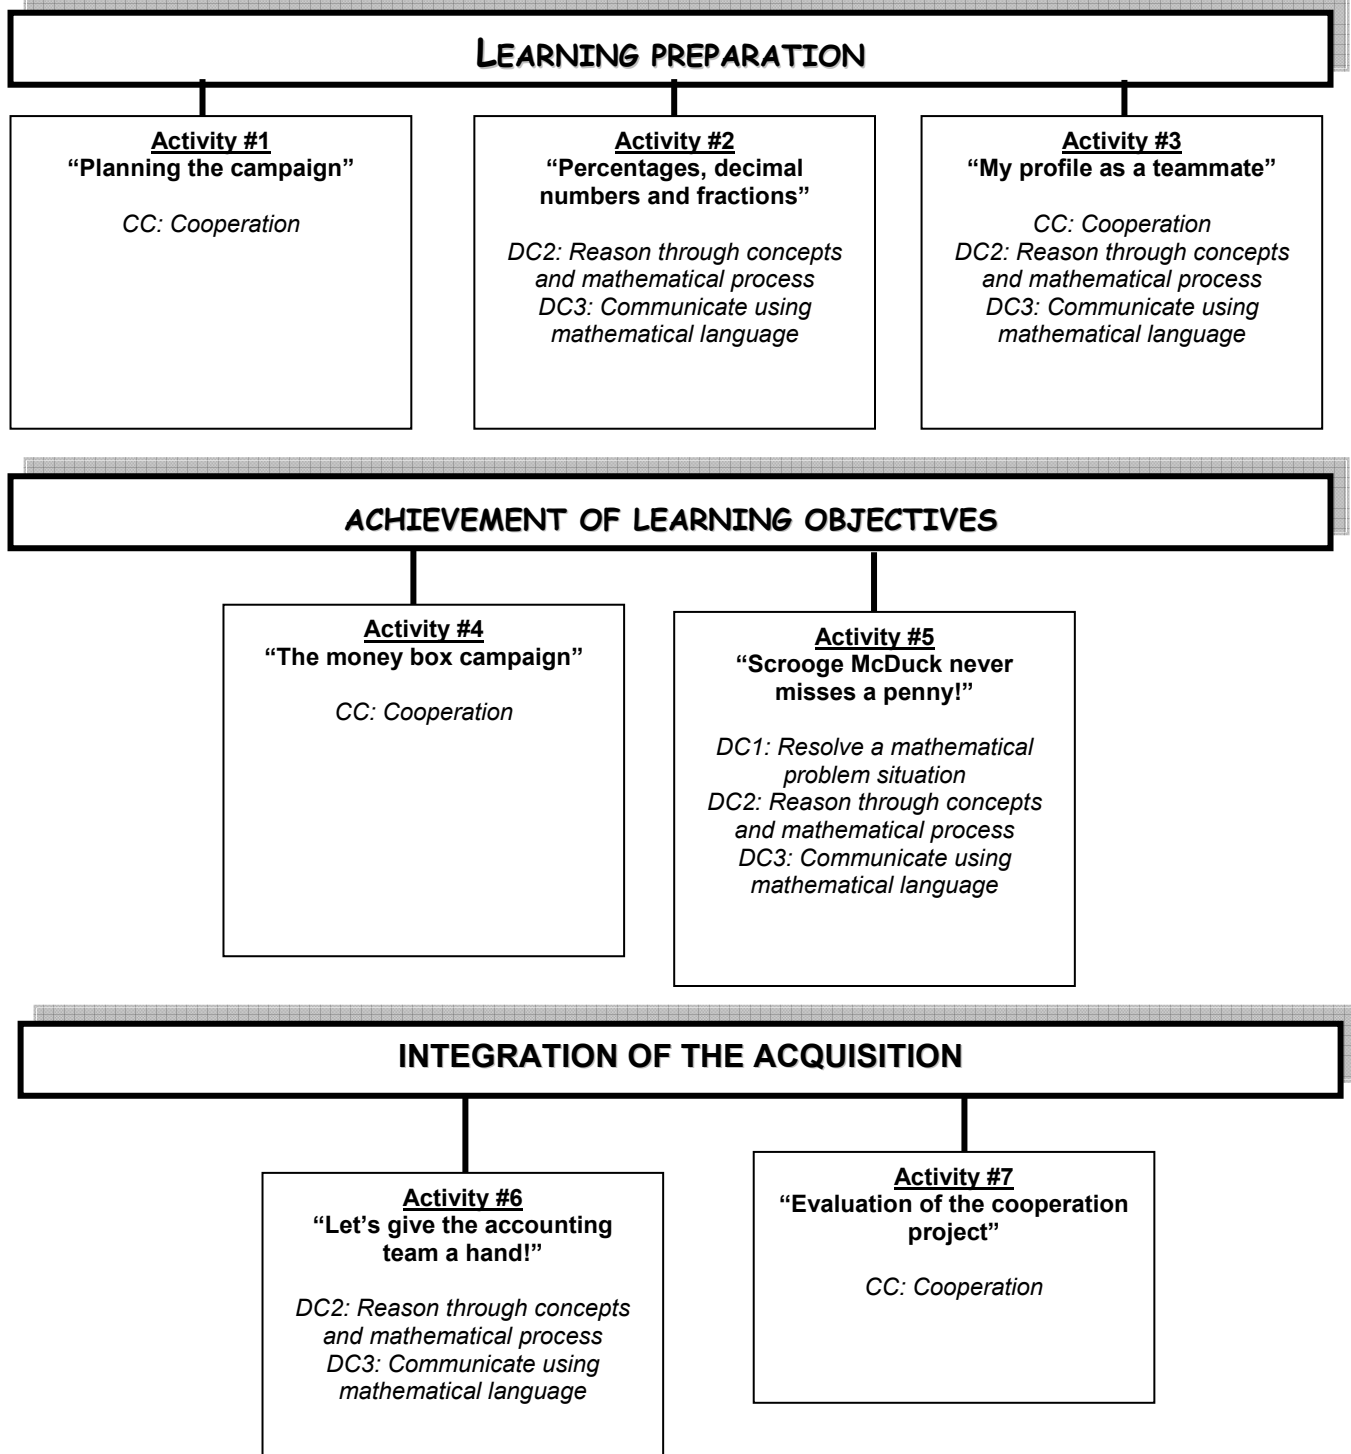 LEARNING PREPARATION
Activity #1
“Planning the campaign”
CC: Cooperation
Activity #2
“Percentages, decimal
numbers and fractions”
DC2: Reason through concepts
and mathematical process
DC3: Communicate using
mathematical language
Activity #3
“My profile as a teammate”
CC: Cooperation
DC2: Reason through concepts
and mathematical process
DC3: Communicate using
mathematical language
ACHIEVEMENT OF LEARNING OBJECTIVES
Activity #4
“The money box campaign”
CC: Cooperation
Activity #5
“Scrooge McDuck never
misses a penny!”
DC1: Resolve a mathematical
problem situation
DC2: Reason through concepts
and mathematical process
DC3: Communicate using
mathematical language
INTEGRATION OF THE ACQUISITION
Activity #6
“Let’s give the accounting
team a hand!”
DC2: Reason through concepts
and mathematical process
DC3: Communicate using
mathematical language
Activity #7
“Evaluation of the cooperation
project”
CC: Cooperation